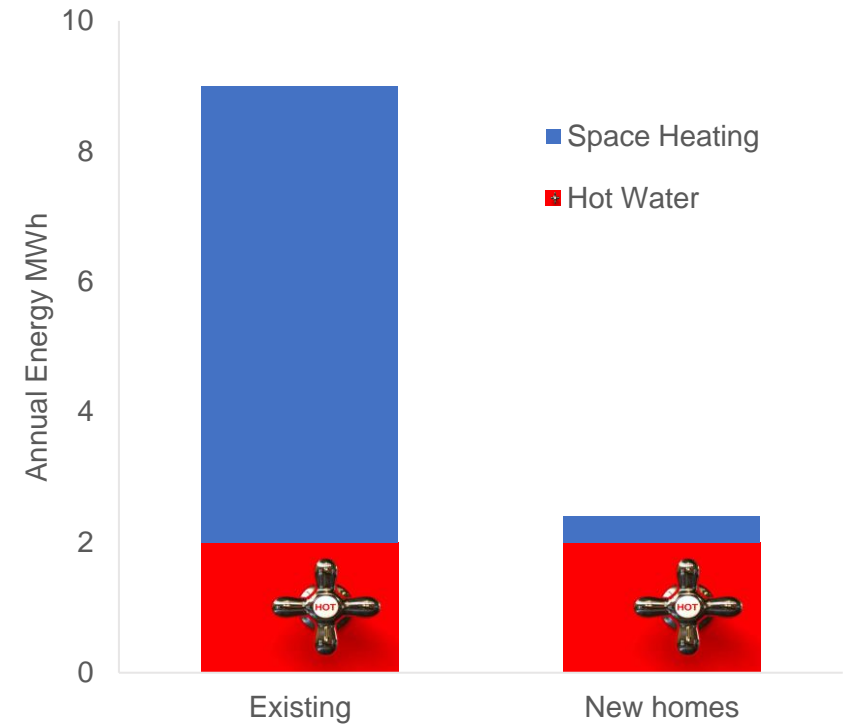 10
8
6
4
2
0
Annual Energy MWh
Space Heating
Hot Water
HOT
HOT
Existing
New homes